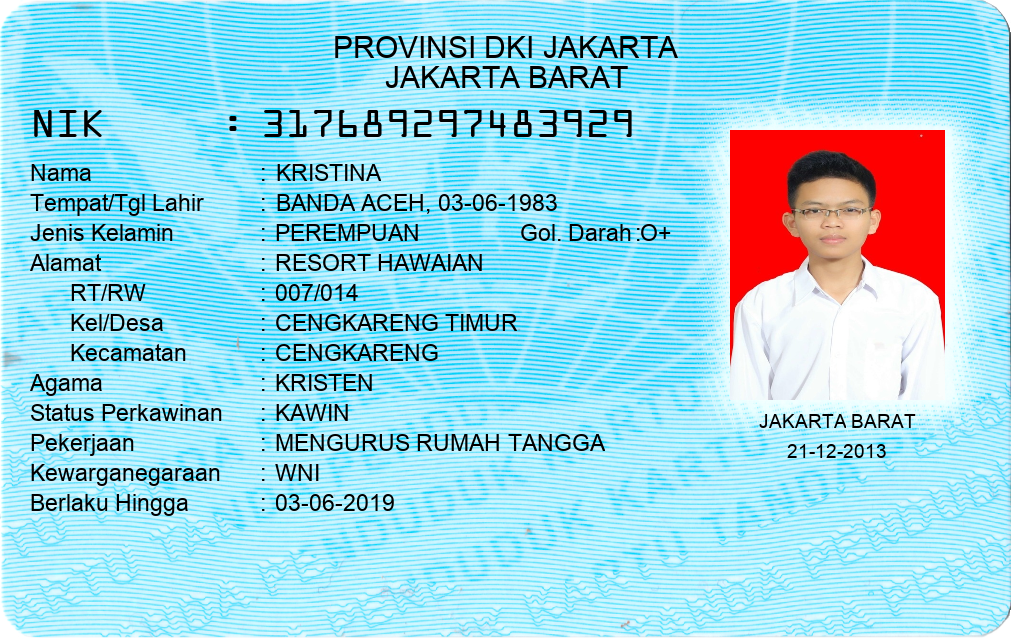 PROVINSI DKI JAKARTA
JAKARTA BARAT
NIK : 317689297483929
Nama : KRISTINA
Tempat/Tgl Lahir : BANDA ACEH, 03-06-1983
Jenis Kelamin : PEREMPUAN Gol. Darah :O+
Alamat : RESORT HAWAIAN
RT/RW : 007/014
Kel/Desa : CENGKARENG TIMUR
Kecamatan : CENGKARENG
Agama : KRISTEN
Status Perkawinan : KAWIN
Pekerjaan : MENGURUS RUMAH TANGGA
Kewarganegaraan : WNI
Berlaku Hingga : 03-06-2019
JAKARTA BARAT
21-12-2013